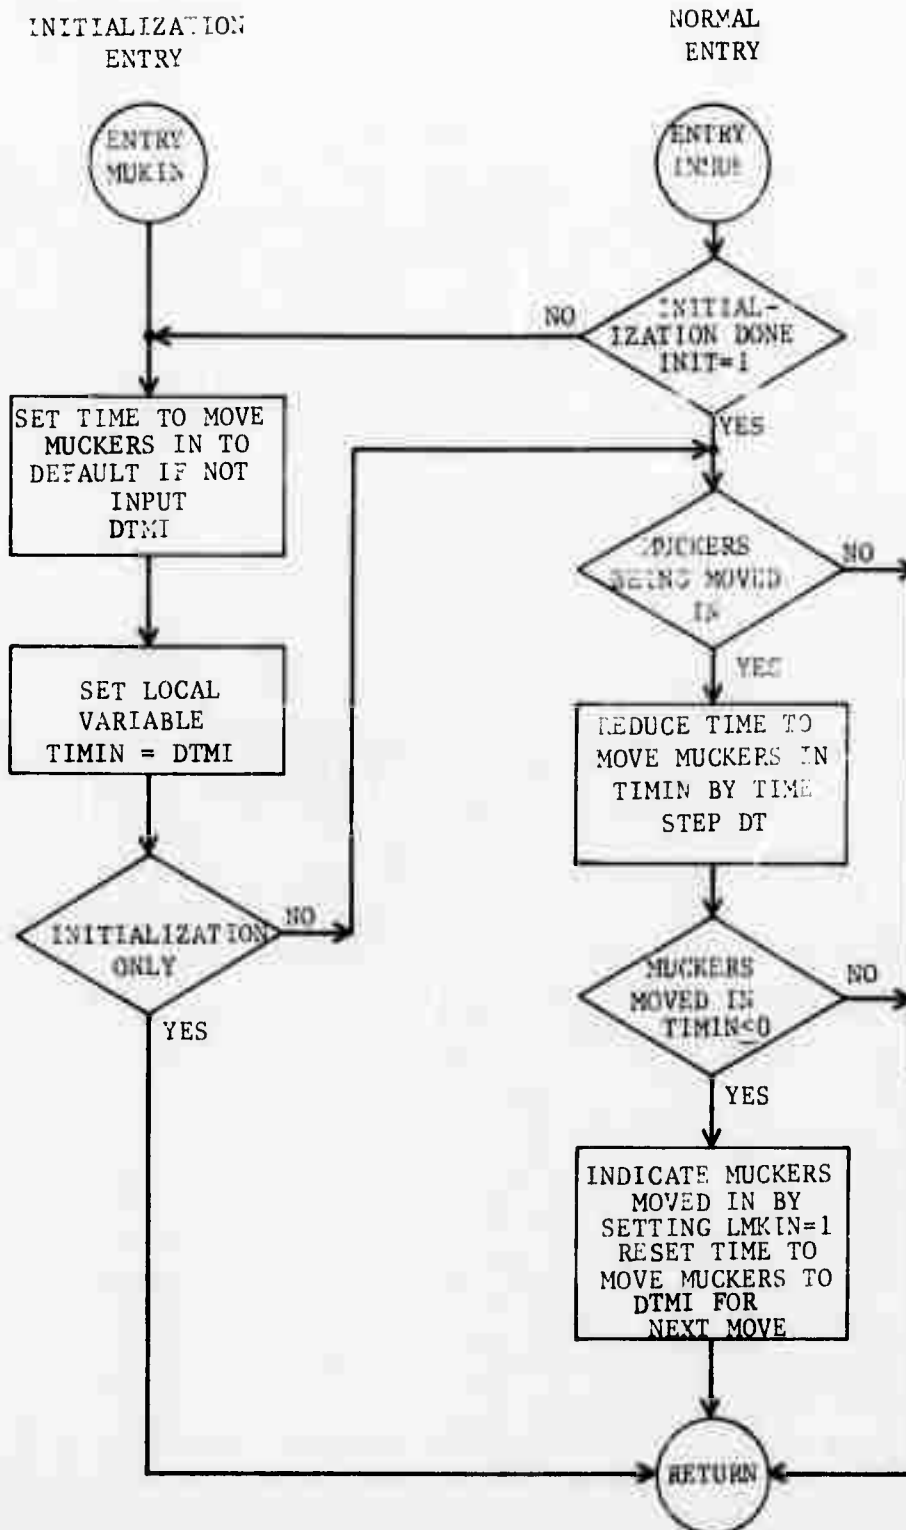 INITIALIZATION
ENTRY
NORMAL
ENTRY
ENTRY
MUKIN
ENTRY
INITIAL-
IZATION DONE
INIT=1
NO
YES
SET TIME TO MOVE
MUCKERS IN TO
DEFAULT IF NOT
INPUT
DTMI
MUCKERS
BEING MOVED
IN
NO
YES
SET LOCAL
VARIABLE
TIMIN = DTMI
REDUCE TIME TO
MOVE MUCKERS IN
TIMIN BY TIME
STEP DT
INITIALIZATION
ONLY
NO
YES
MUCKERS
MOVED IN
TIMIN≤0
NO
YES
INDICATE MUCKERS
MOVED IN BY
SETTING LMKIN=1
RESET TIME TO
MOVE MUCKERS TO
DTMI FOR
NEXT MOVE
RETURN